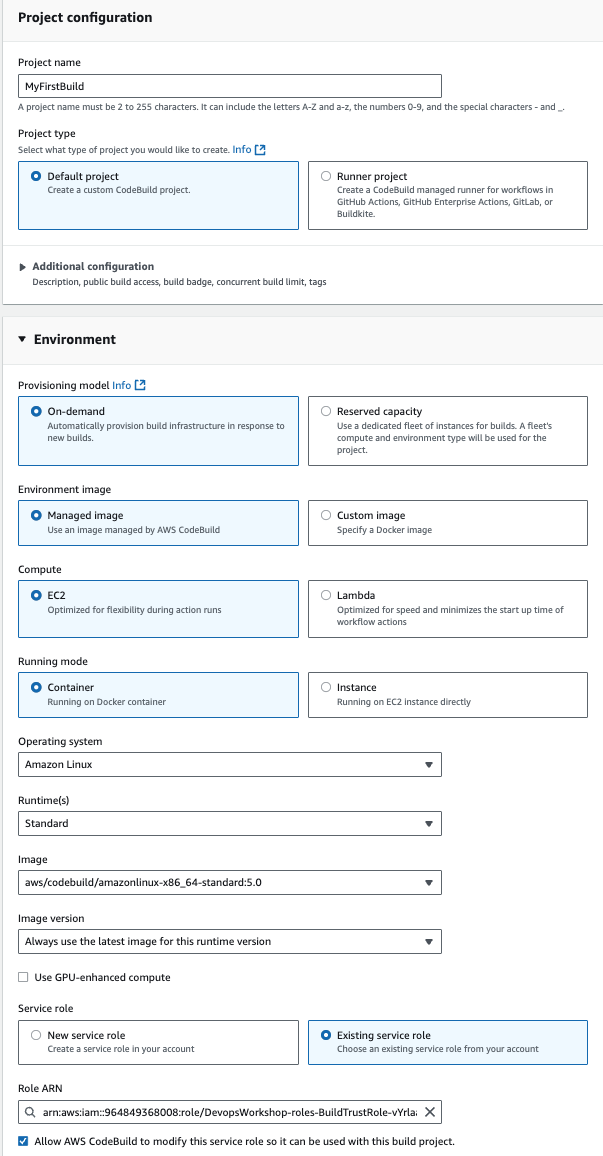 Project configuration
Project name
MyFirstBuild
A project name must be 2 to 255 characters. It can include the letters A-Z and a-z, the numbers 0-9, and the special characters - and _.
Project type
Select what type of project you would like to create. Info
Default project
Create a custom CodeBuild project.
Runner project
Create a CodeBuild managed runner for workflows in
GitHub Actions, GitHub Enterprise Actions, GitLab, or
Buildkite.
Additional configuration
Description, public build access, build badge, concurrent build limit, tags
Environment
Provisioning model Info
On-demand
Automatically provision build infrastructure in response to
new builds.
Reserved capacity
Use a dedicated fleet of instances for builds. A fleet's
compute and environment type will be used for the
project.
Environment image
Managed image
Use an image managed by AWS CodeBuild
Custom image
Specify a Docker image
Compute
EC2
Optimized for flexibility during action runs
Lambda
Optimized for speed and minimizes the start up time of
workflow actions
Running mode
Container
Running on Docker container
Instance
Running on EC2 instance directly
Operating system
Amazon Linux
Runtime(s)
Standard
Image
aws/codebuild/amazonlinux-x86_64-standard:5.0
Image version
Always use the latest image for this runtime version
Use GPU-enhanced compute
Service role
New service role
Create a service role in your account
Existing service role
Choose an existing service role from your account
Role ARN
arn:aws:iam::964849368008:role/DevopsWorkshop-roles-BuildTrustRole-vYrla
Allow AWS CodeBuild to modify this service role so it can be used with this build project.